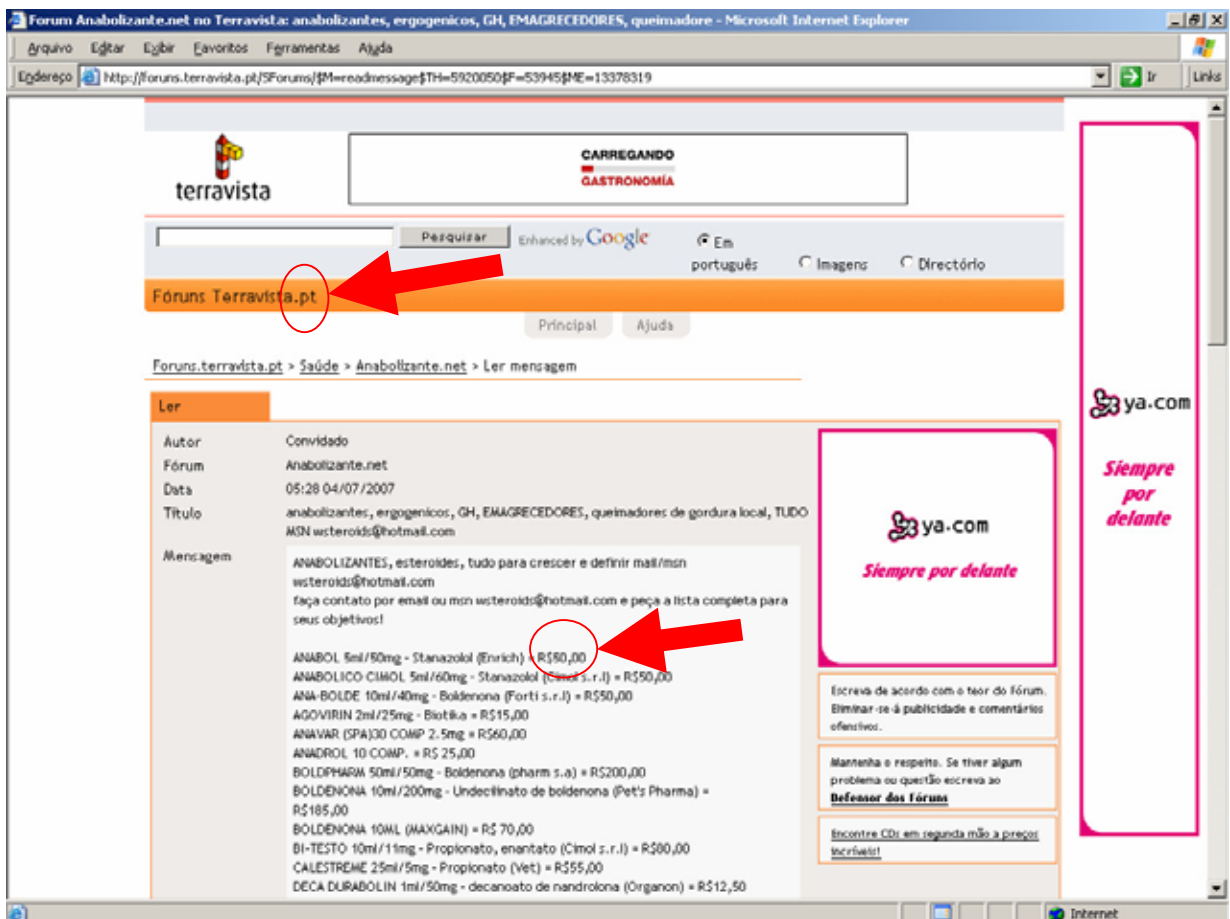 Forum Anabolizante.net no Terravista: anabolizantes, ergogenicos, GH, EMAGRECEDORES, queimadore - Microsoft Internet Explorer
Arquivo Editar Exibir Favoritos Ferramentas Ajuda
Endereço http://foruns.terravista.pt/SForums/$M=readmessage$TH=5920050$F=53945$ME=13378319 Ir Links
terravista
CARREGANDO
GASTRONOMÍA
Pesquisar Enhanced by Google Em português Imagens Directório
Fóruns Terravista.pt
Principal Ajuda
Foruns.terravista.pt > Saúde > Anabolizante.net > Ler mensagem
Ler
Autor Convidado
Fórum Anabolizante.net
Data 05:28 04/07/2007
Título anabolizantes, ergogenicos, GH, EMAGRECEDORES, queimadores de gordura local, TUDO
MSN wsteroids@hotmail.com
Mensagem
ANABOLIZANTES, esteroides, tudo para crescer e definir mail/msn
wsteroids@hotmail.com
faça contato por email ou msn wsteroids@hotmail.com e peça a lista completa para
seus objetivos!
ANABOL 5ml/50mg - Stanazolol (Enrich) = R$50,00
ANABOLICO CIMOL 5ml/60mg - Stanazolol (Cimol s.r.l) = R$50,00
ANA-BOLDE 10ml/40mg - Boldenona (Forti s.r.l) = R$50,00
AGOVIRIN 2ml/25mg - Biotika = R$15,00
ANAVAR (SPA)30 COMP 2.5mg = R$60,00
ANADROL 10 COMP. = R$ 25,00
BOLDPHARM 50ml/50mg - Boldenona (pharm s.a) = R$200,00
BOLDENONA 10ml/200mg - Undecilinato de boldenona (Pet's Pharma) =
R$185,00
BOLDENONA 10ML (MAXGAIN) = R$ 70,00
BI-TESTO 10ml/11mg - Propionato, enantato (Cimol s.r.l) = R$80,00
CALESTREME 25ml/5mg - Propionato (Vet) = R$55,00
DECA DURABOLIN 1ml/50mg - decanoato de nandrolona (Organon) = R$12,50
ya.com
Siempre por delante
Escreva de acordo com o teor do Fórum.
Eliminar-se-á publicidade e comentários
ofensivos.
Mantenha o respeito. Se tiver algum
problema ou questão escreva ao
Defensor dos Fóruns
Encontre CDs em segunda mão a preços
incríveis!
ya.com
Siempre
por
delante
Internet